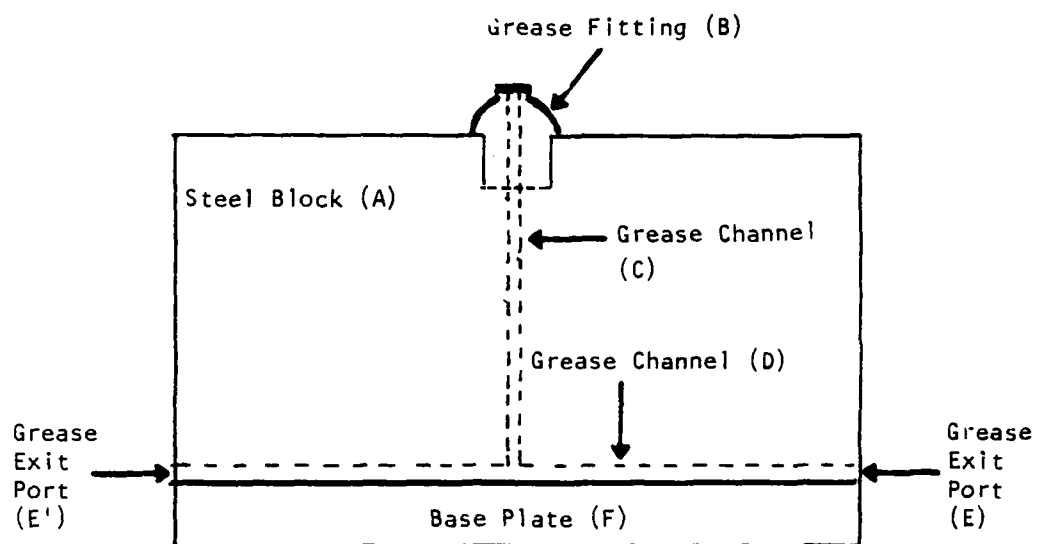 Grease Fitting (B)
Steel Block (A)
Grease Channel
(C)
Grease Channel (D)
Grease
Exit
Port
(E')
Grease
Exit
Port
(E)
Base Plate (F)